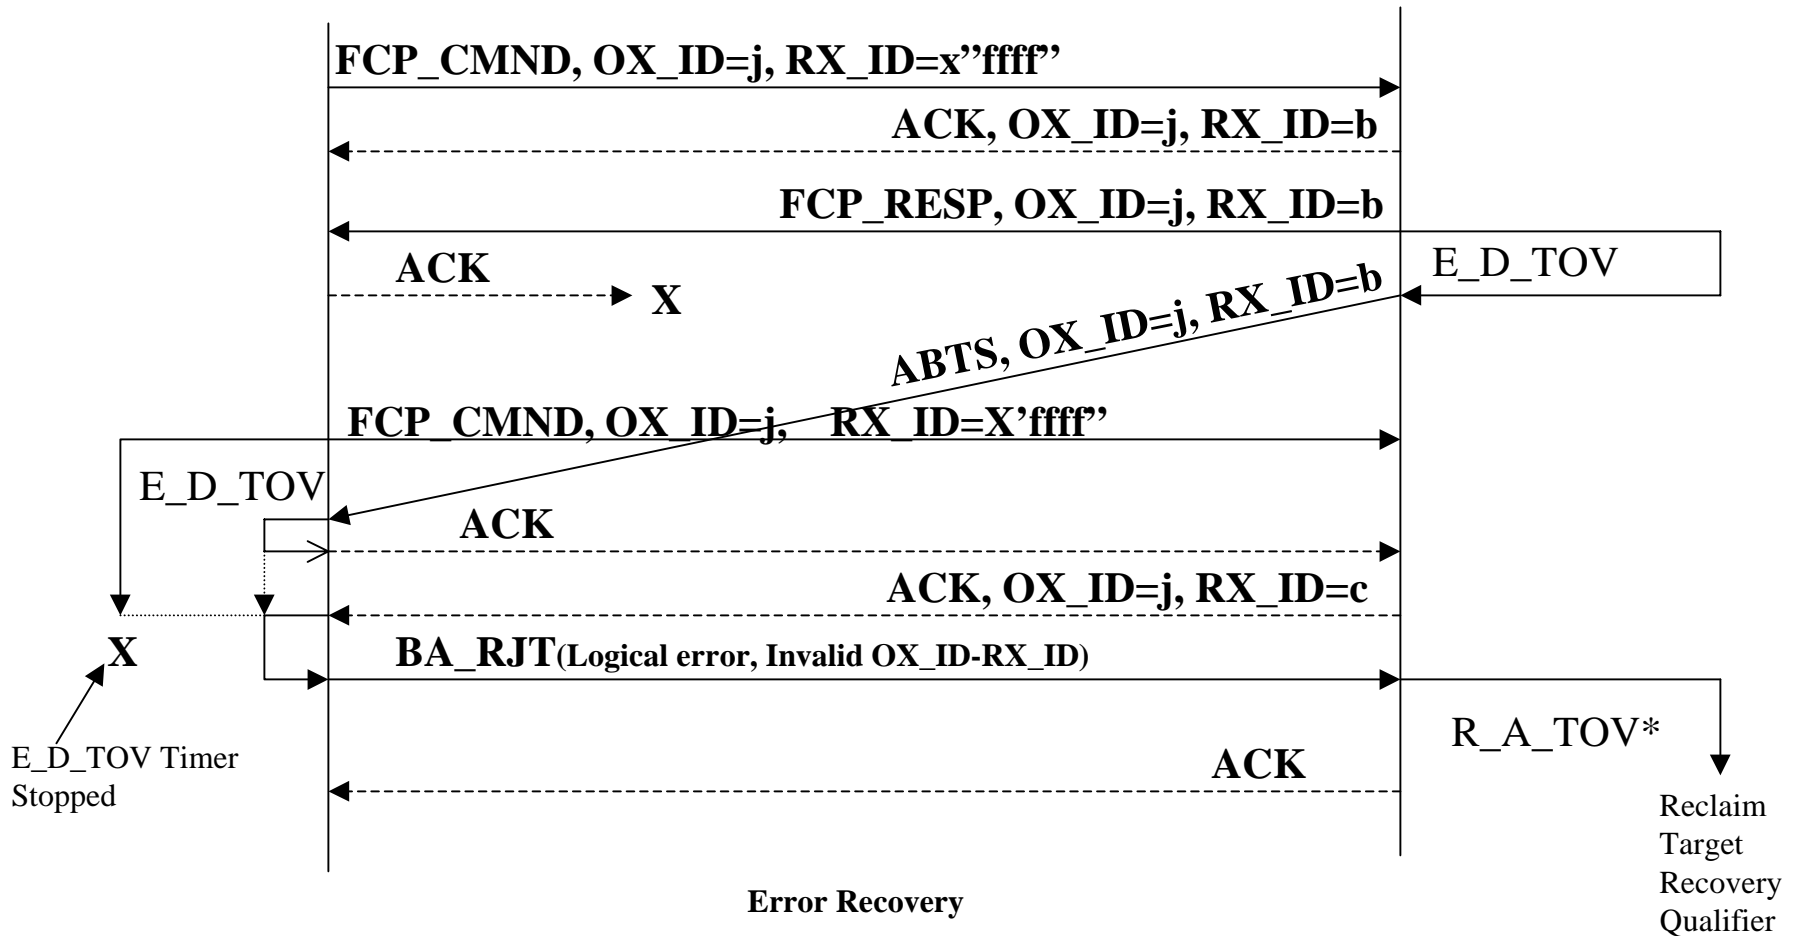 FCP_CMND, OX_ID=j, RX_ID=x”ffff”
ACK, OX_ID=j, RX_ID=b
FCP_RESP, OX_ID=j, RX_ID=b
E_D_TOV
ACK
X
ABTS, OX_ID=j, RX_ID=b
FCP_CMND, OX_ID=j, RX_ID=X’ffff”
E_D_TOV
ACK
ACK, OX_ID=j, RX_ID=c
X
BA_RJT(Logical error, Invalid OX_ID-RX_ID)
R_A_TOV*
E_D_TOV Timer
Stopped
ACK
Reclaim
Target
Recovery
Qualifier
Error Recovery